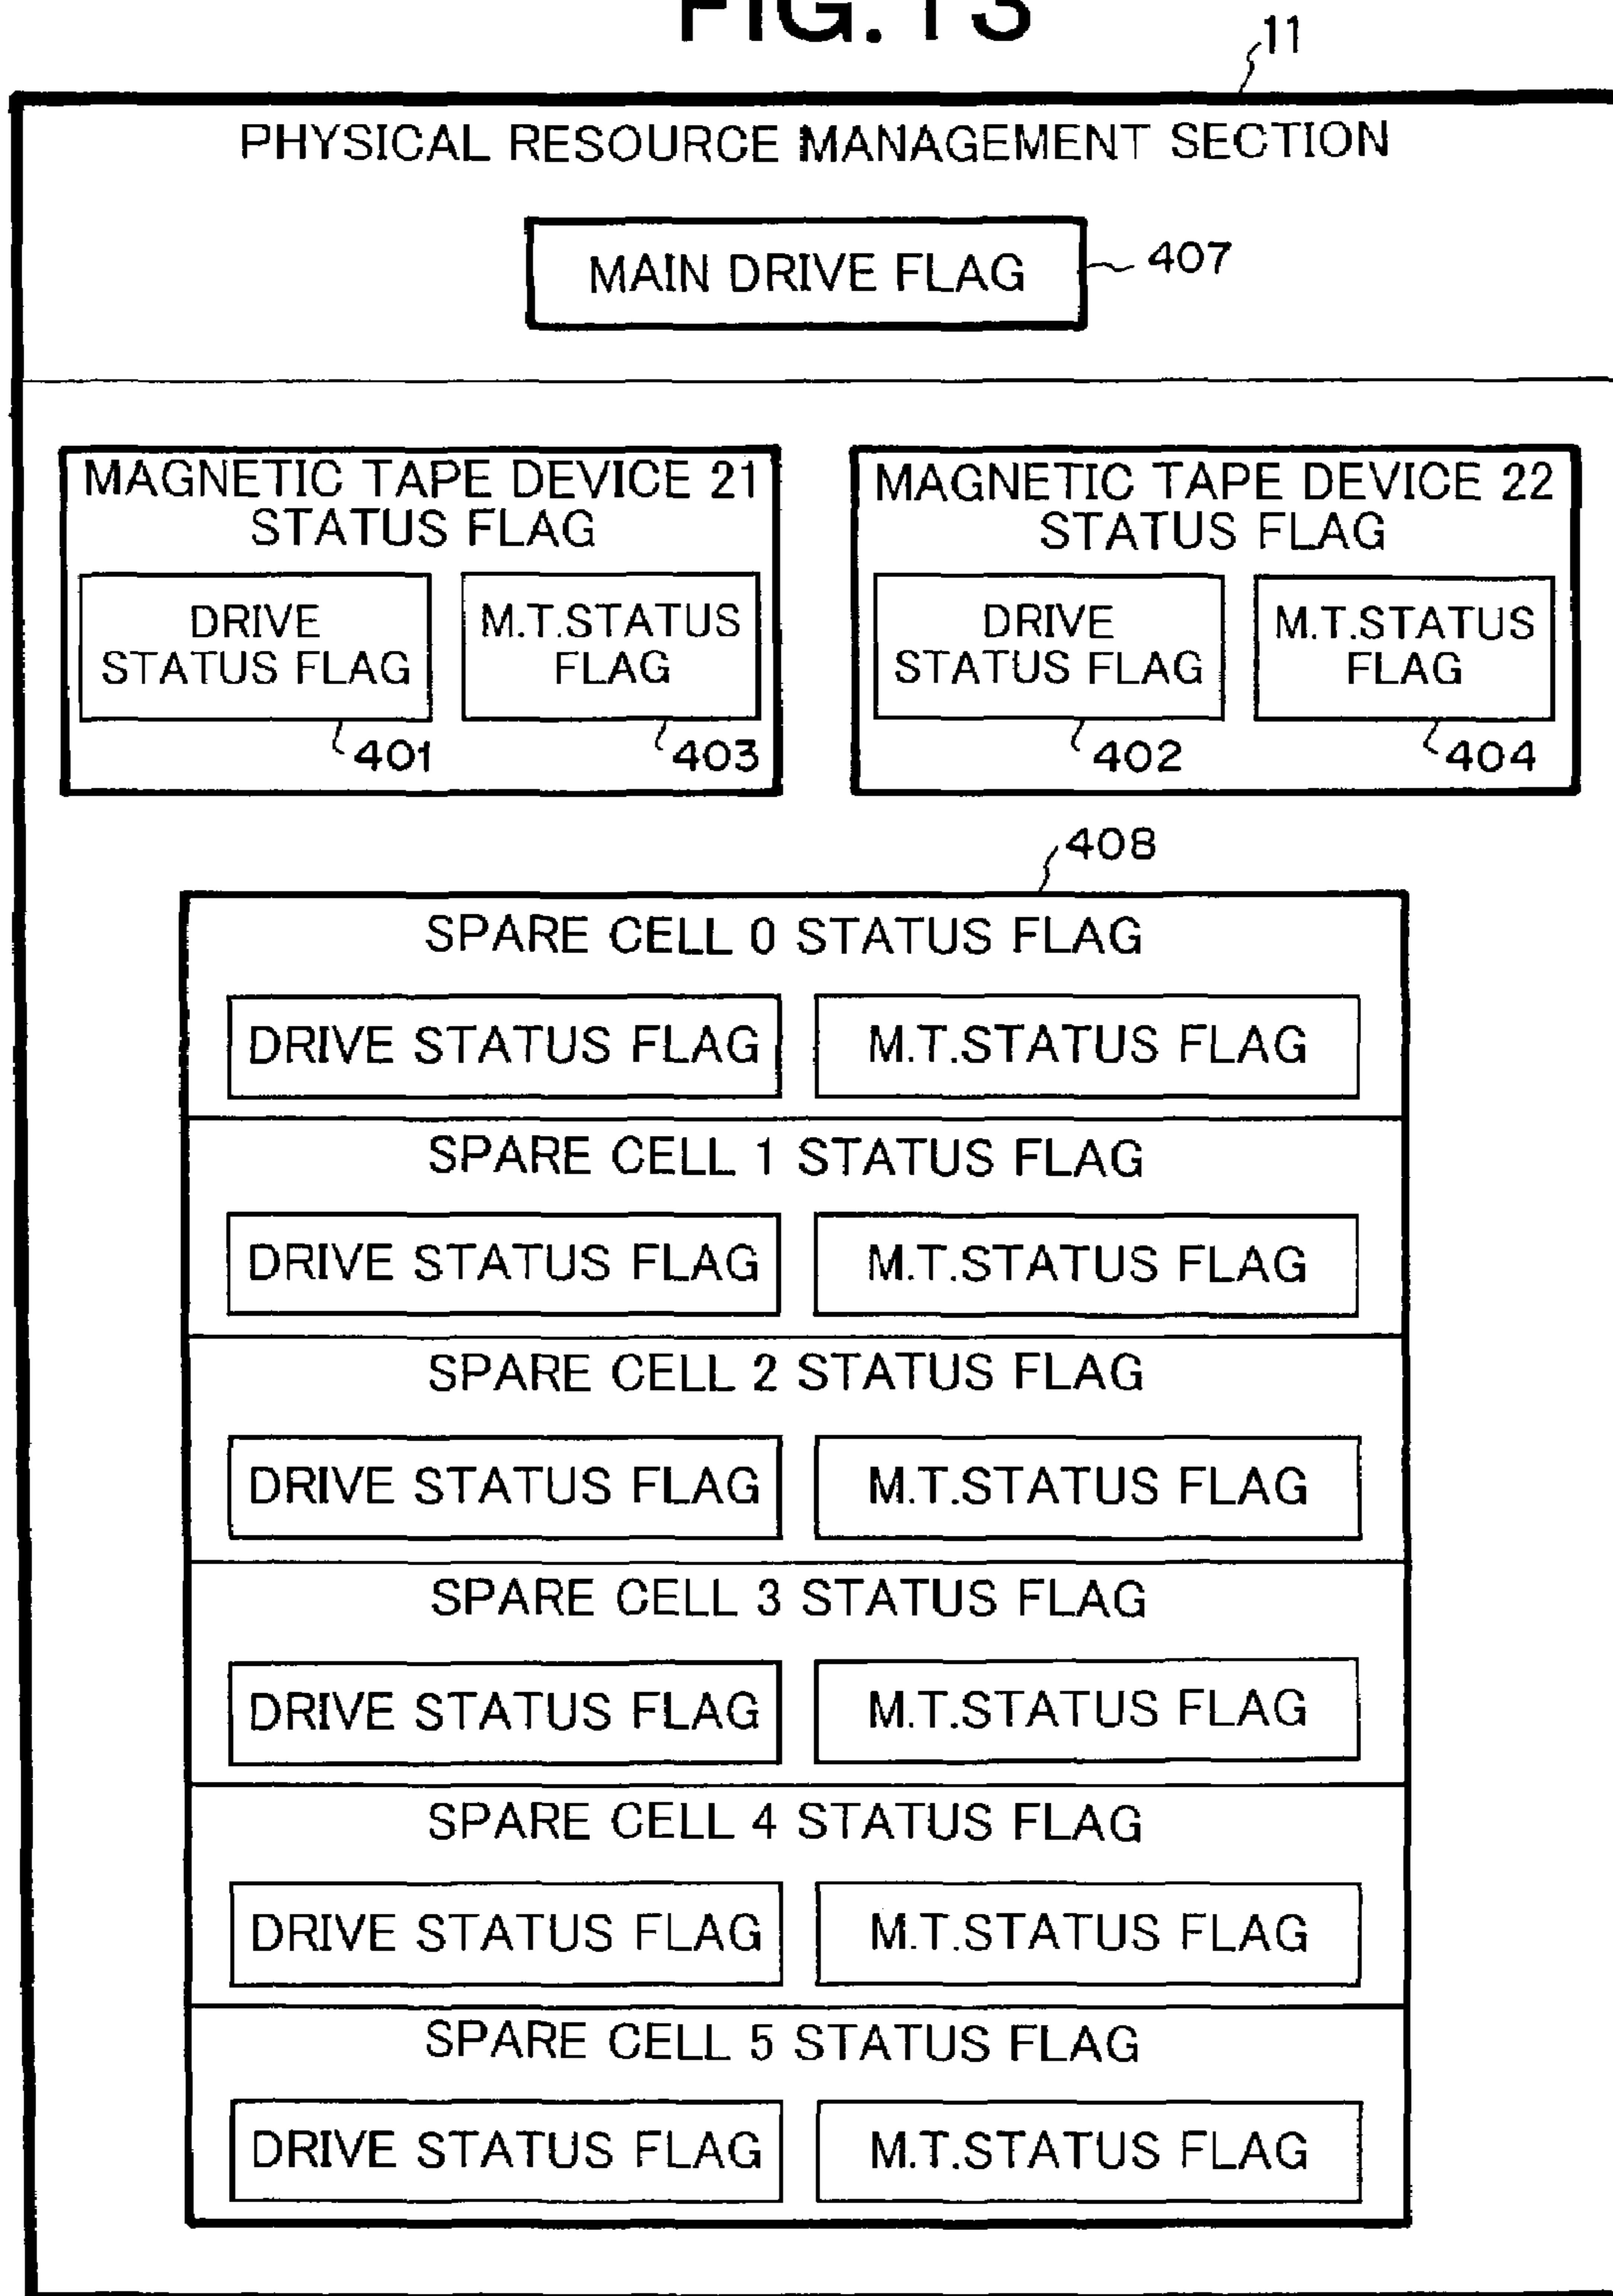 FIG. 13
11
PHYSICAL RESOURCE MANAGEMENT SECTION
MAIN DRIVE FLAG
407
MAGNETIC TAPE DEVICE 21
STATUS FLAG
DRIVE
STATUS FLAG
401
M.T.STATUS
FLAG
403
MAGNETIC TAPE DEVICE 22
STATUS FLAG
DRIVE
STATUS FLAG
402
M.T.STATUS
FLAG
404
408
SPARE CELL 0 STATUS FLAG
DRIVE STATUS FLAG
M.T.STATUS FLAG
SPARE CELL 1 STATUS FLAG
DRIVE STATUS FLAG
M.T.STATUS FLAG
SPARE CELL 2 STATUS FLAG
DRIVE STATUS FLAG
M.T.STATUS FLAG
SPARE CELL 3 STATUS FLAG
DRIVE STATUS FLAG
M.T.STATUS FLAG
SPARE CELL 4 STATUS FLAG
DRIVE STATUS FLAG
M.T.STATUS FLAG
SPARE CELL 5 STATUS FLAG
DRIVE STATUS FLAG
M.T.STATUS FLAG